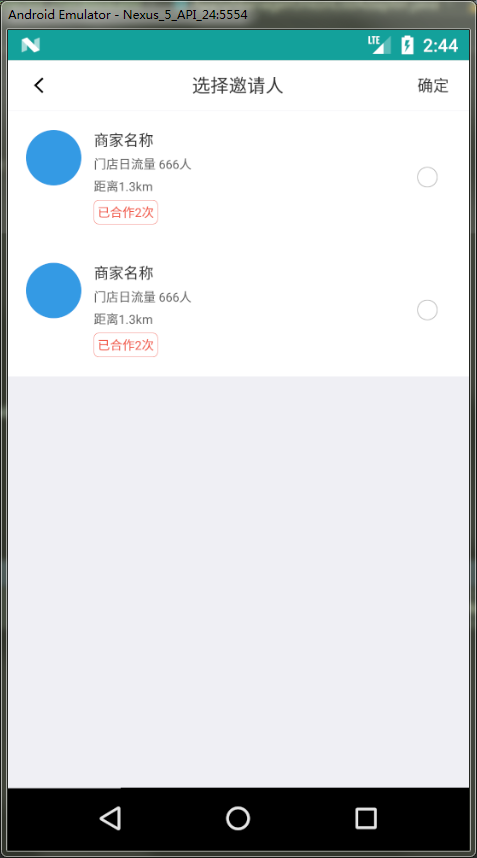 Android Emulator - Nexus_5_API_24:5554
LTE 2:44
选择邀请人 确定
商家名称
门店日流量 666人
距离1.3km
已合作2次
商家名称
门店日流量 666人
距离1.3km
已合作2次